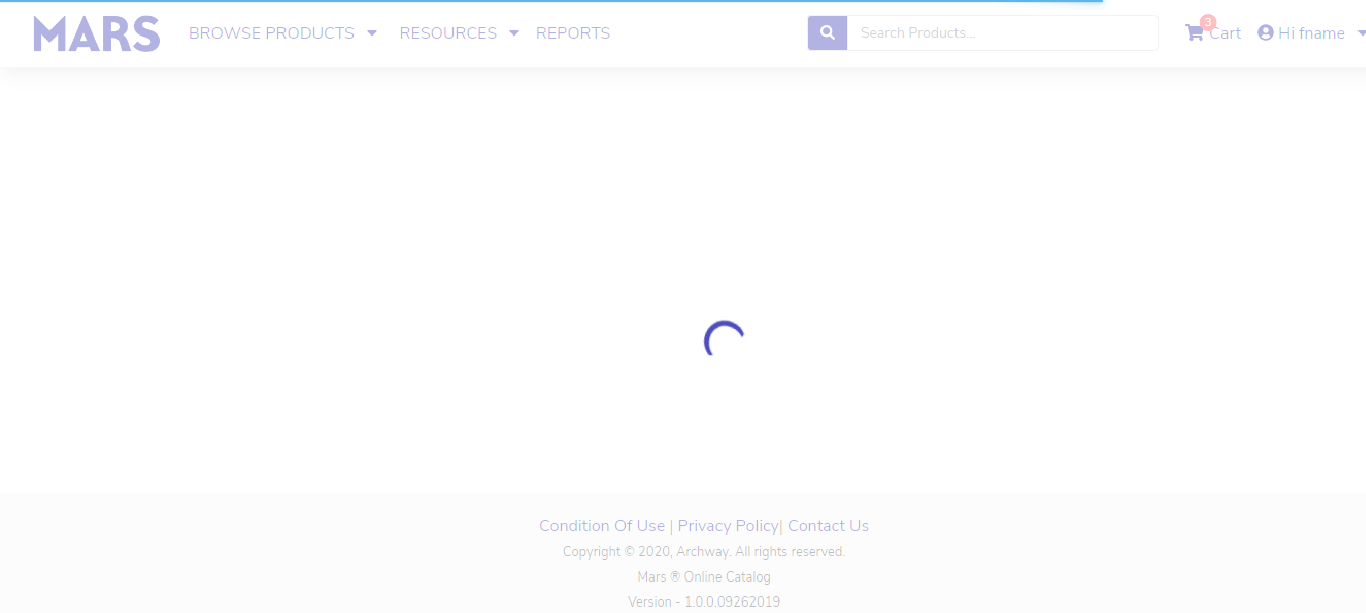 MARS BROWSE PRODUCTS RESOURCES REPORTS Search Products... 3 Cart Hi fname
Condition Of Use | Privacy Policy| Contact Us
Copyright © 2020, Archway. All rights reserved.
Mars ® Online Catalog
Version - 1.0.0.09262019